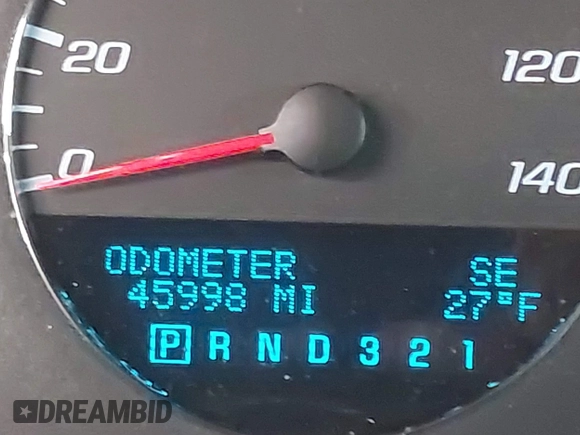 20
120
0
140
ODOMETER SE
45998 MI 27°F
P R N D 3 2 1
DREAMBID